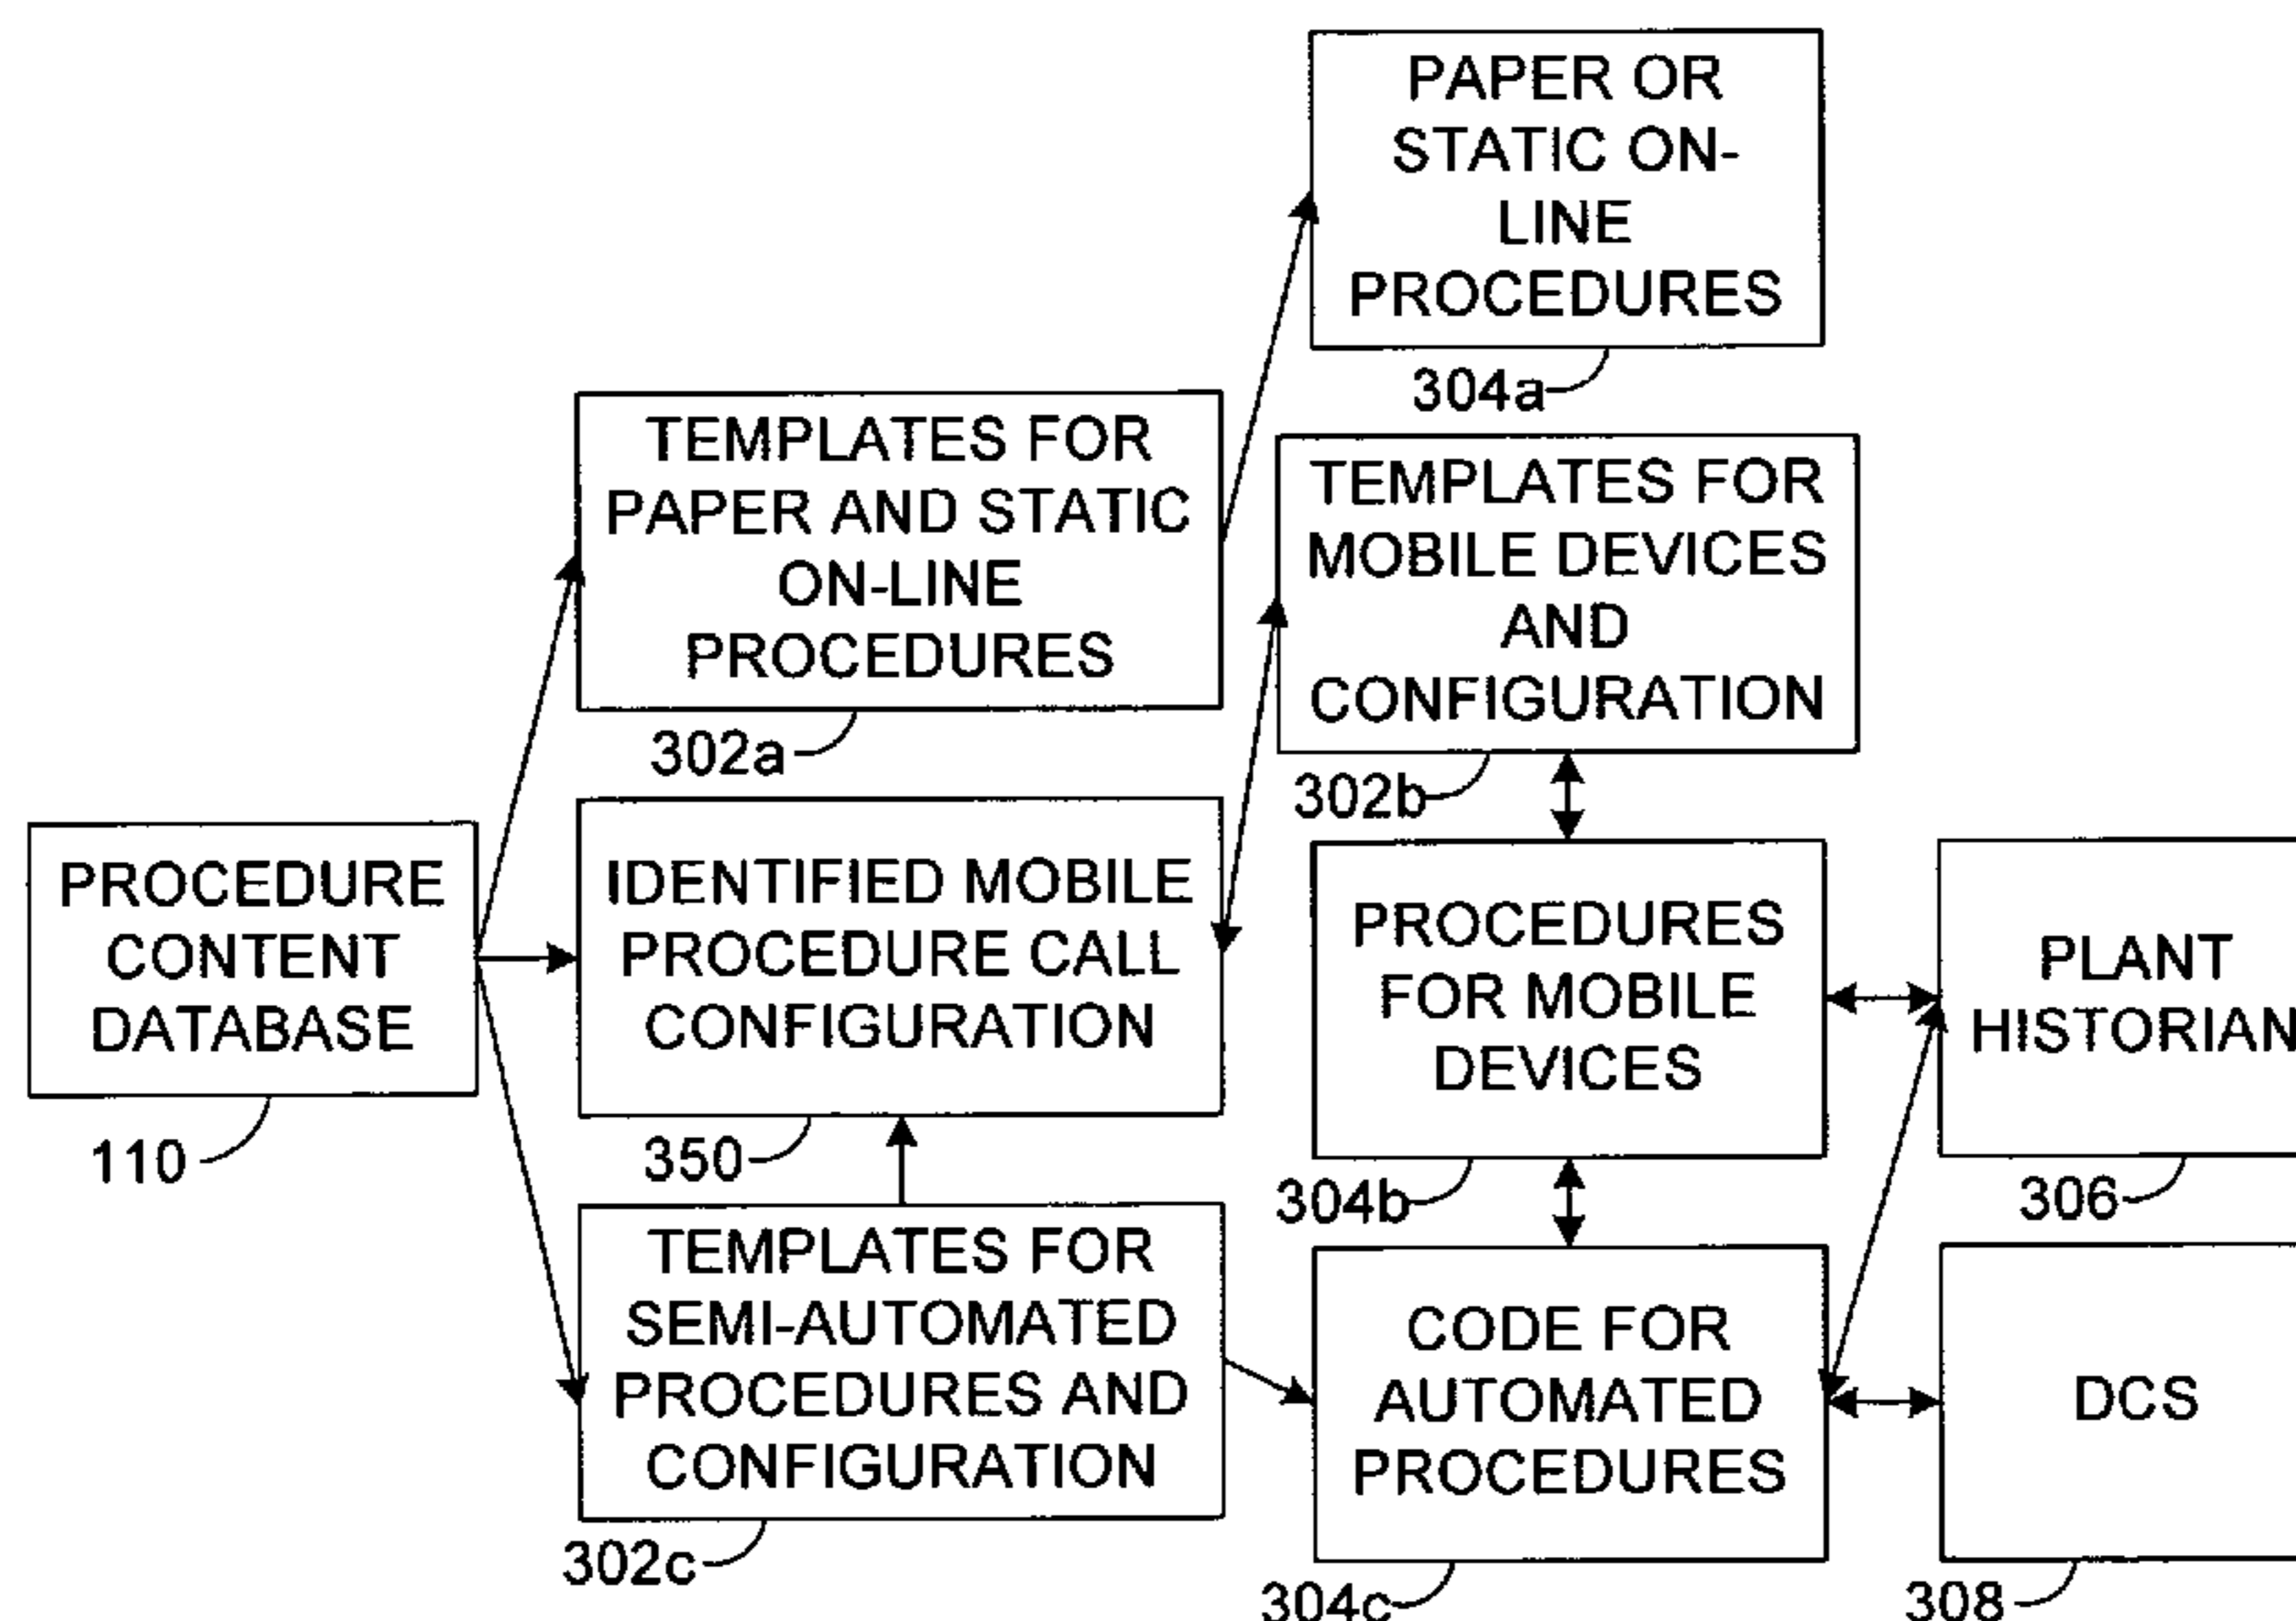 PAPER OR
STATIC ON-
LINE
PROCEDURES
304a
TEMPLATES FOR
PAPER AND STATIC
ON-LINE
PROCEDURES
302a
TEMPLATES FOR
MOBILE DEVICES
AND
CONFIGURATION
302b
PROCEDURE
CONTENT
DATABASE
110
IDENTIFIED MOBILE
PROCEDURE CALL
CONFIGURATION
350
PROCEDURES
FOR MOBILE
DEVICES
304b
PLANT
HISTORIAN
306
TEMPLATES FOR
SEMI-AUTOMATED
PROCEDURES AND
CONFIGURATION
302c
CODE FOR
AUTOMATED
PROCEDURES
304c
DCS
308